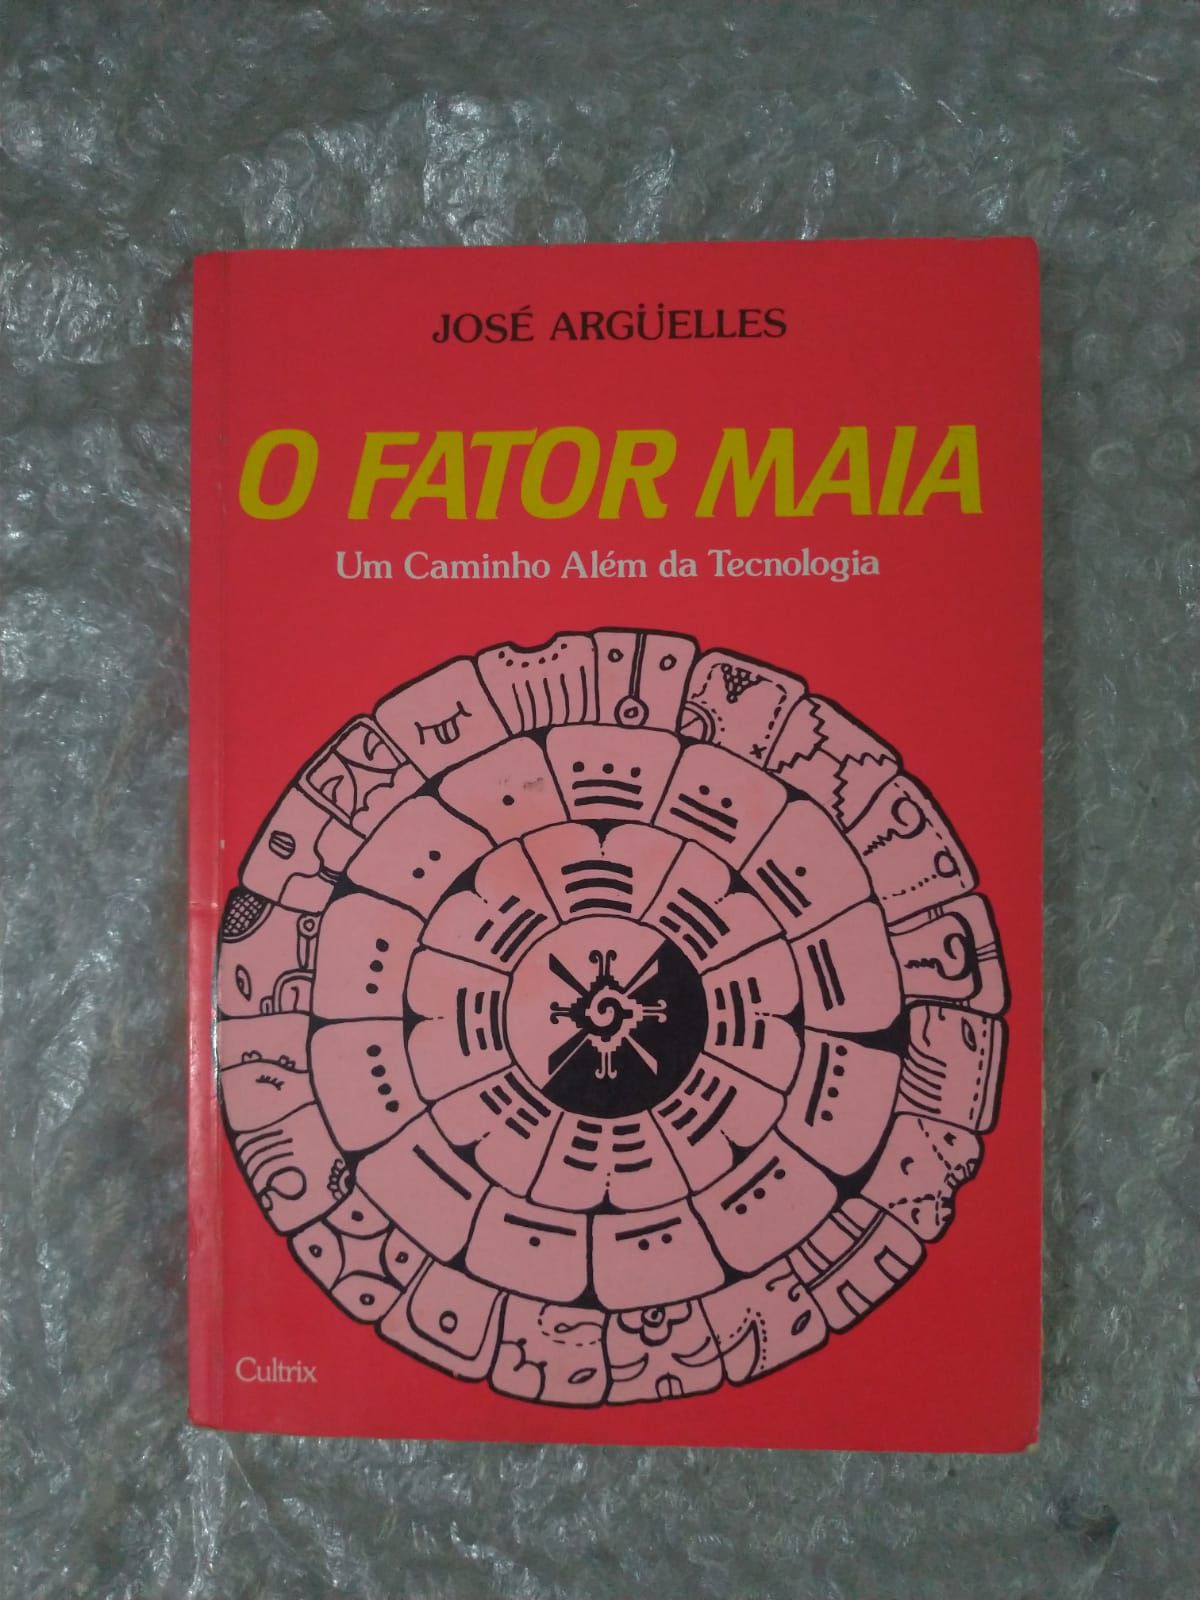 JOSÉ ARGÜELLES
O FATOR MAIA
Um Caminho Além da Tecnologia
Cultrix